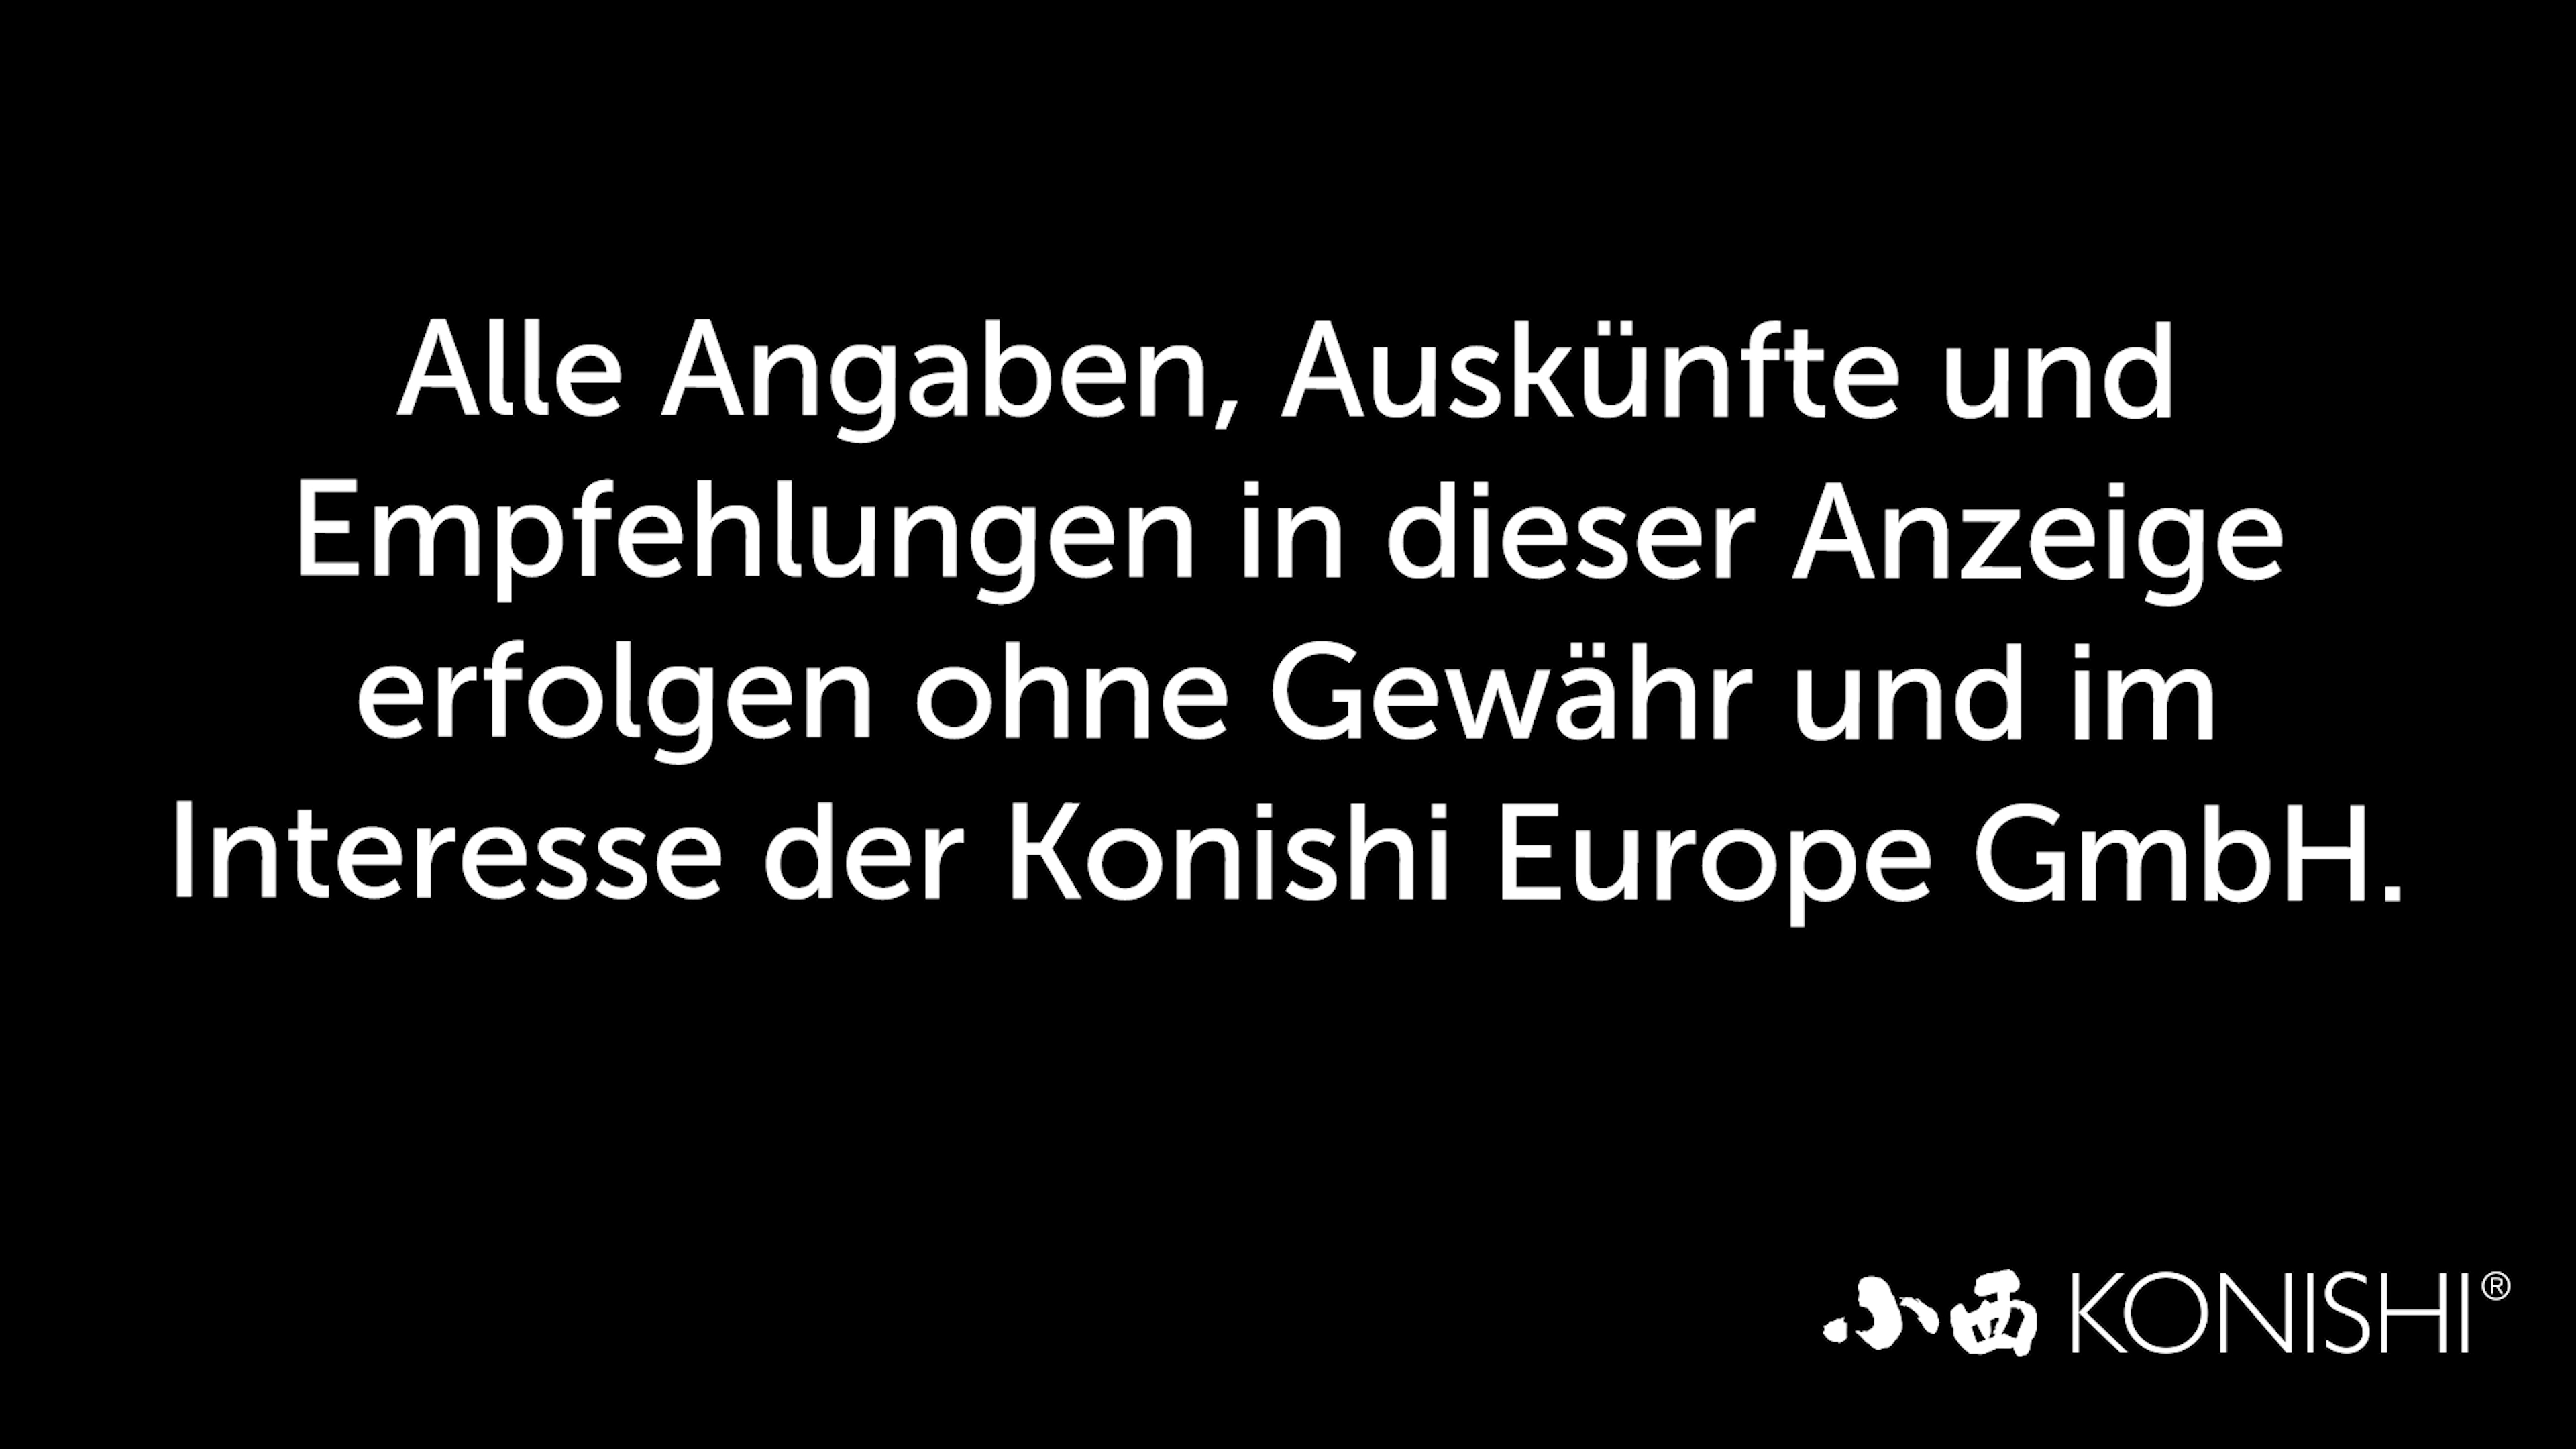 Alle Angaben, Auskünfte und
Empfehlungen in dieser Anzeige
erfolgen ohne Gewähr und im
Interesse der Konishi Europe GmbH.
小西 KONISHI®